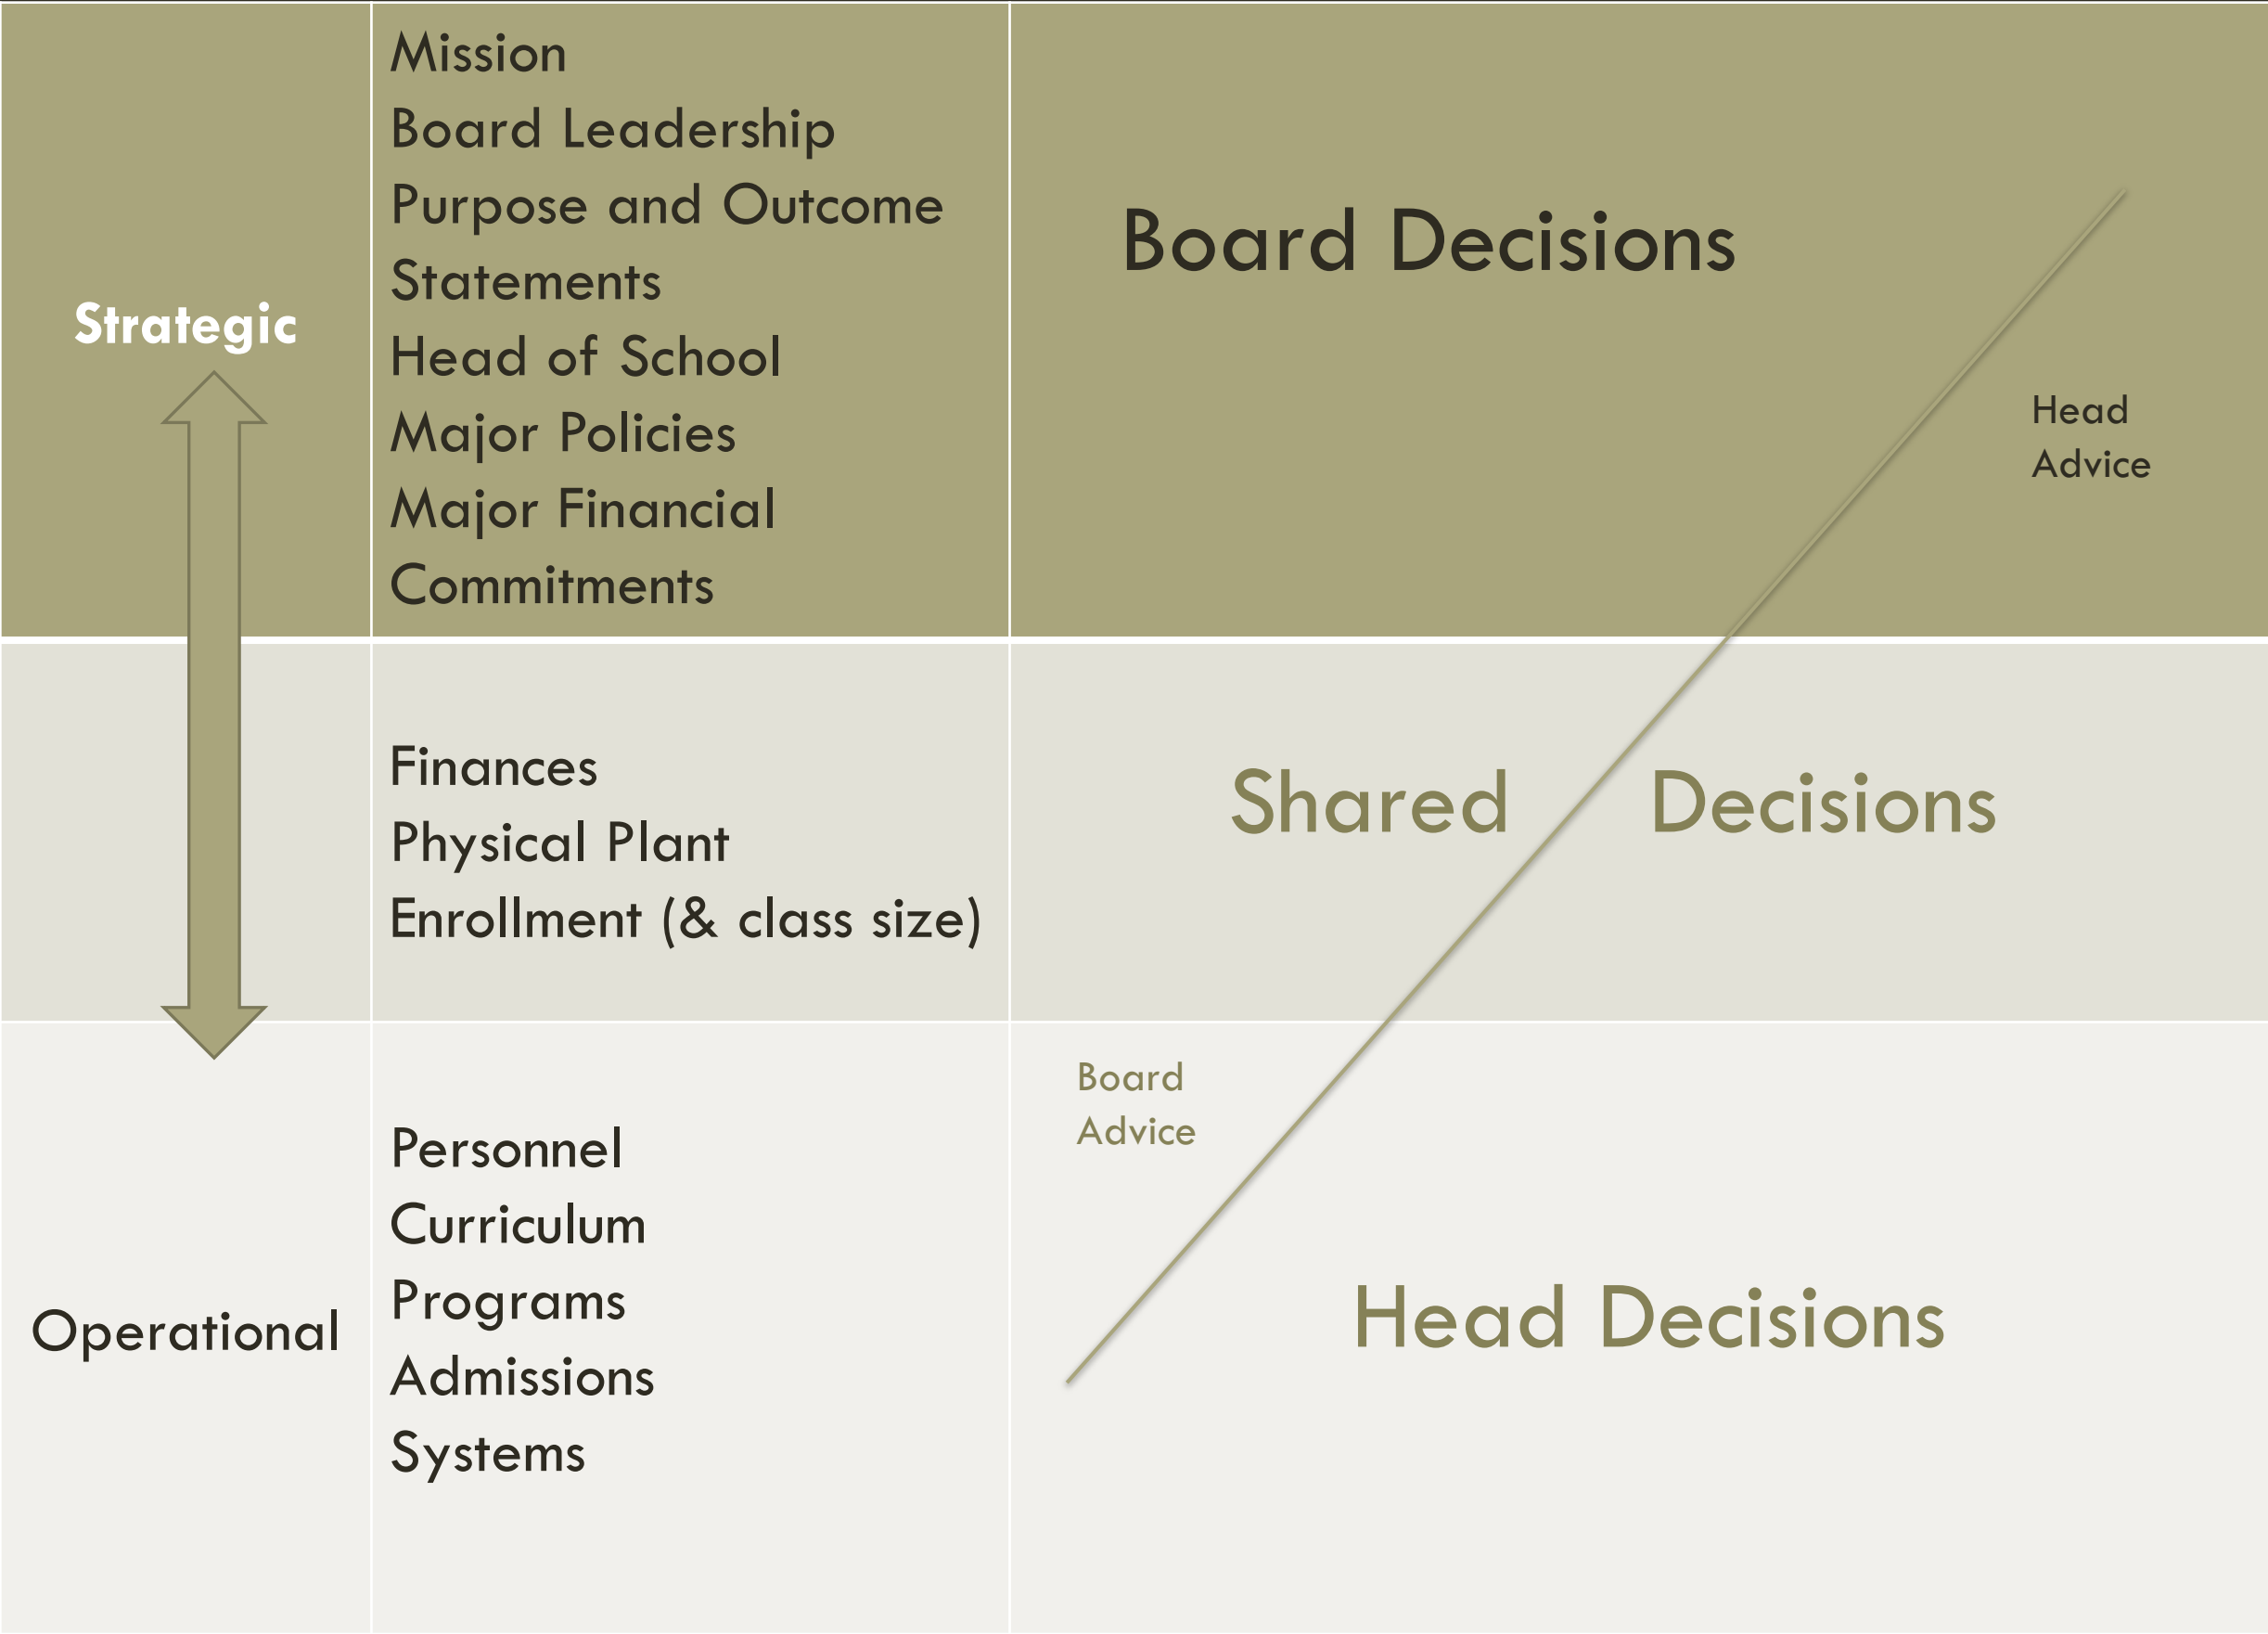 Strategic
Mission
Board Leadership
Purpose and Outcome
Statements
Head of School
Major Policies
Major Financial
Commitments
Board Decisions
Head
Advice
Finances
Physical Plant
Enrollment (& class size)
Shared Decisions
Operational
Personnel
Curriculum
Programs
Admissions
Systems
Board
Advice
Head Decisions